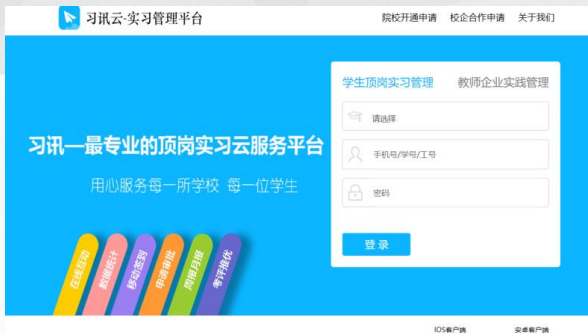 习讯云-实习管理平台
院校开通申请 校企合作申请 关于我们
学生顶岗实习管理 教师企业实践管理
请选择
手机号/学号/工号
密码
登录
习讯—最专业的顶岗实习云服务平台
用心服务每一所学校 每一位学生
在线互动
数据统计
移动签到
申请审批
周报月报
考评推优
IOS客户端 安卓客户端